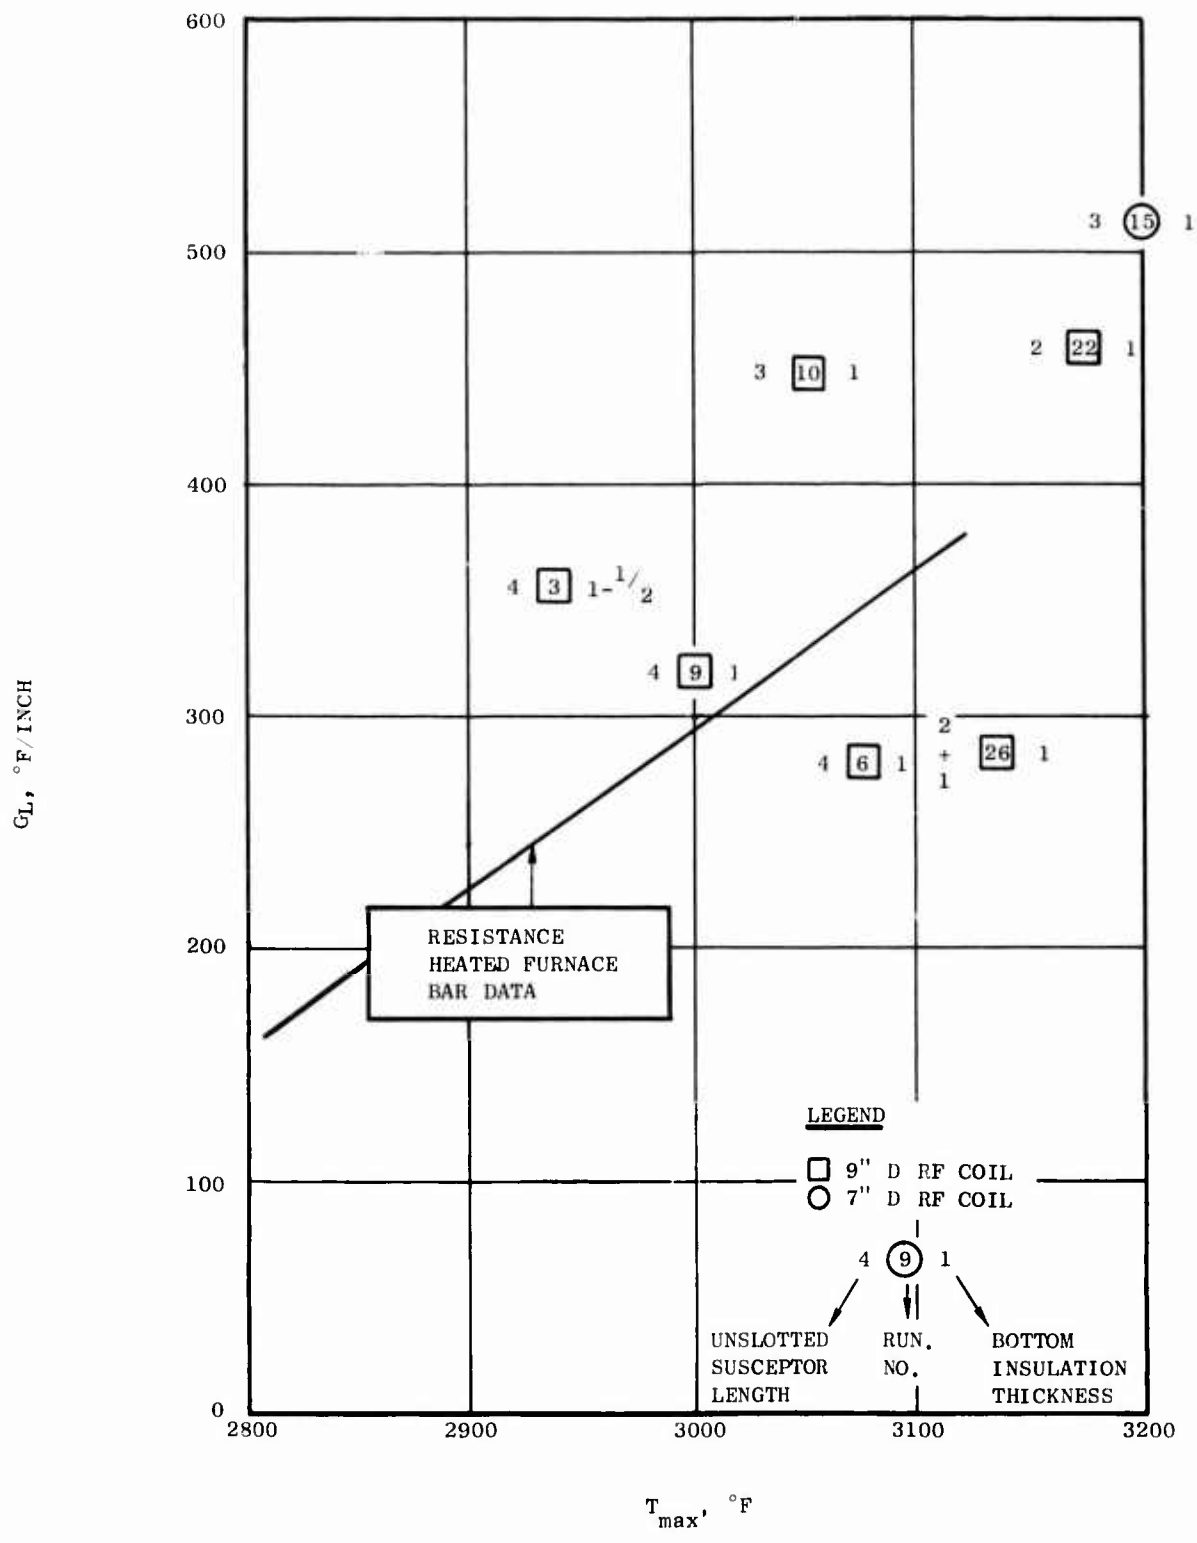 600
3 15 1
500
2 22 1
3 10 1
400
4 3 1-1/2
4 9 1
300
2
+
1
26 1
4 6 1
GL, °F/INCH
RESISTANCE
HEATED FURNACE
BAR DATA
200
LEGEND
9" D RF COIL
7" D RF COIL
100
4 9 1
UNSLOTTED
SUSCEPTOR
LENGTH
RUN.
NO.
BOTTOM
INSULATION
THICKNESS
0
2800 2900 3000 3100 3200
Tmax, °F